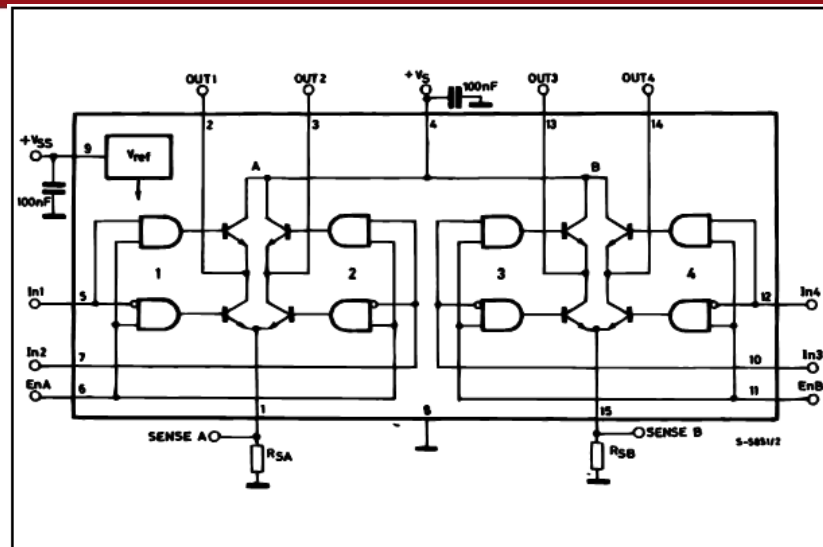 OUT1 OUT2 +VS 100nF OUT3 OUT4
2 3 4 13 14
+VSS 9 Vref A B
100nF
1 2 3 4
In1 5 12 In4
In2 7 10 In3
EnA 6 11 EnB
1 8 15
SENSE A SENSE B S-5851/2
RSA RSB